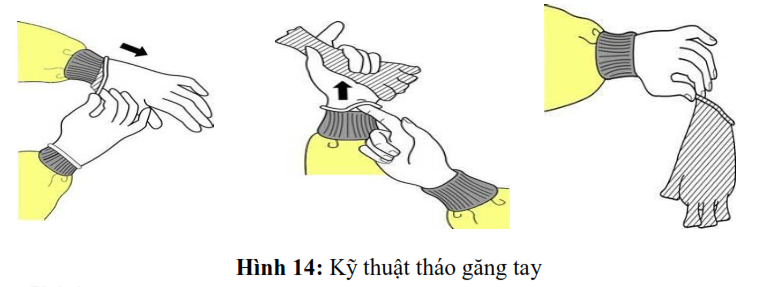 Hình 14: Kỹ thuật tháo găng tay